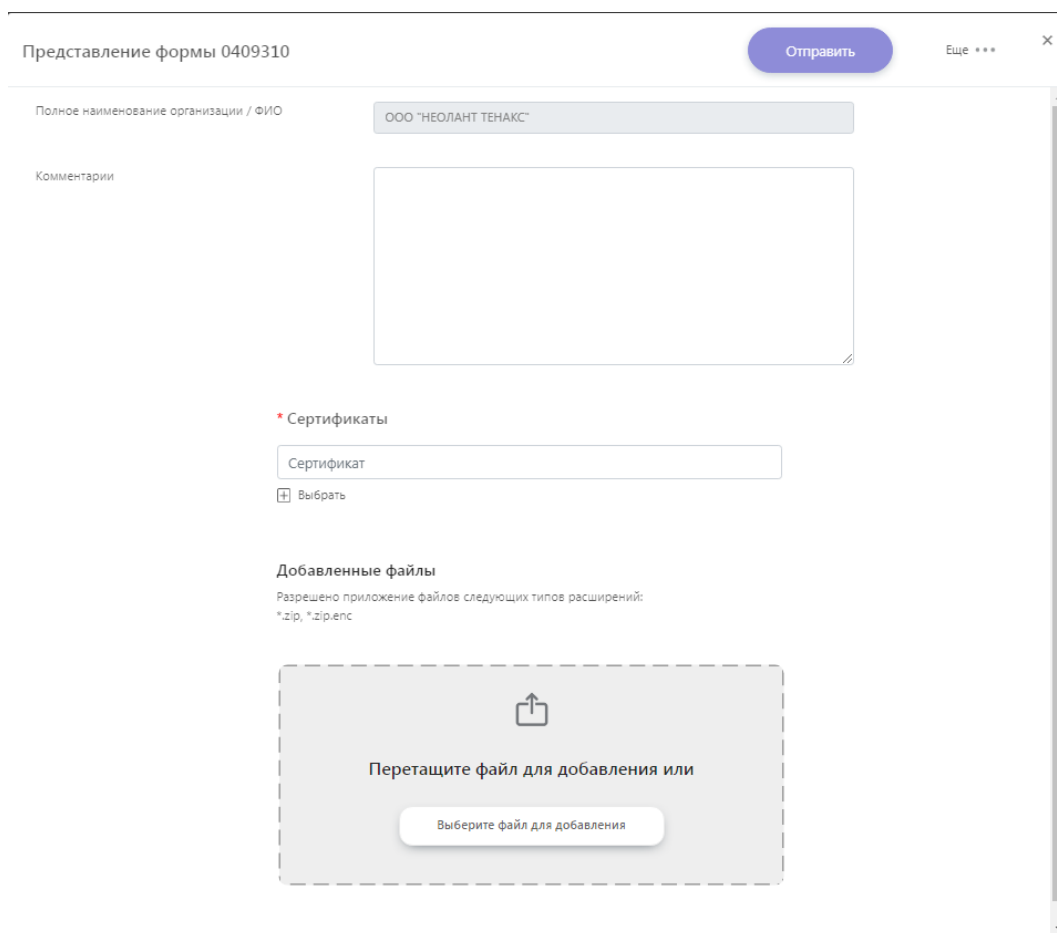 Представление формы 0409310
Отправить
Еще •••
×
Полное наименование организации / ФИО
ООО "НЕОЛАНТ ТЕНАКС"
Комментарии
* Сертификаты
Сертификат
Выбрать
Добавленные файлы
Разрешено приложение файлов следующих типов расширений:
*.zip, *.zip.enc
Перетащите файл для добавления или
Выберите файл для добавления